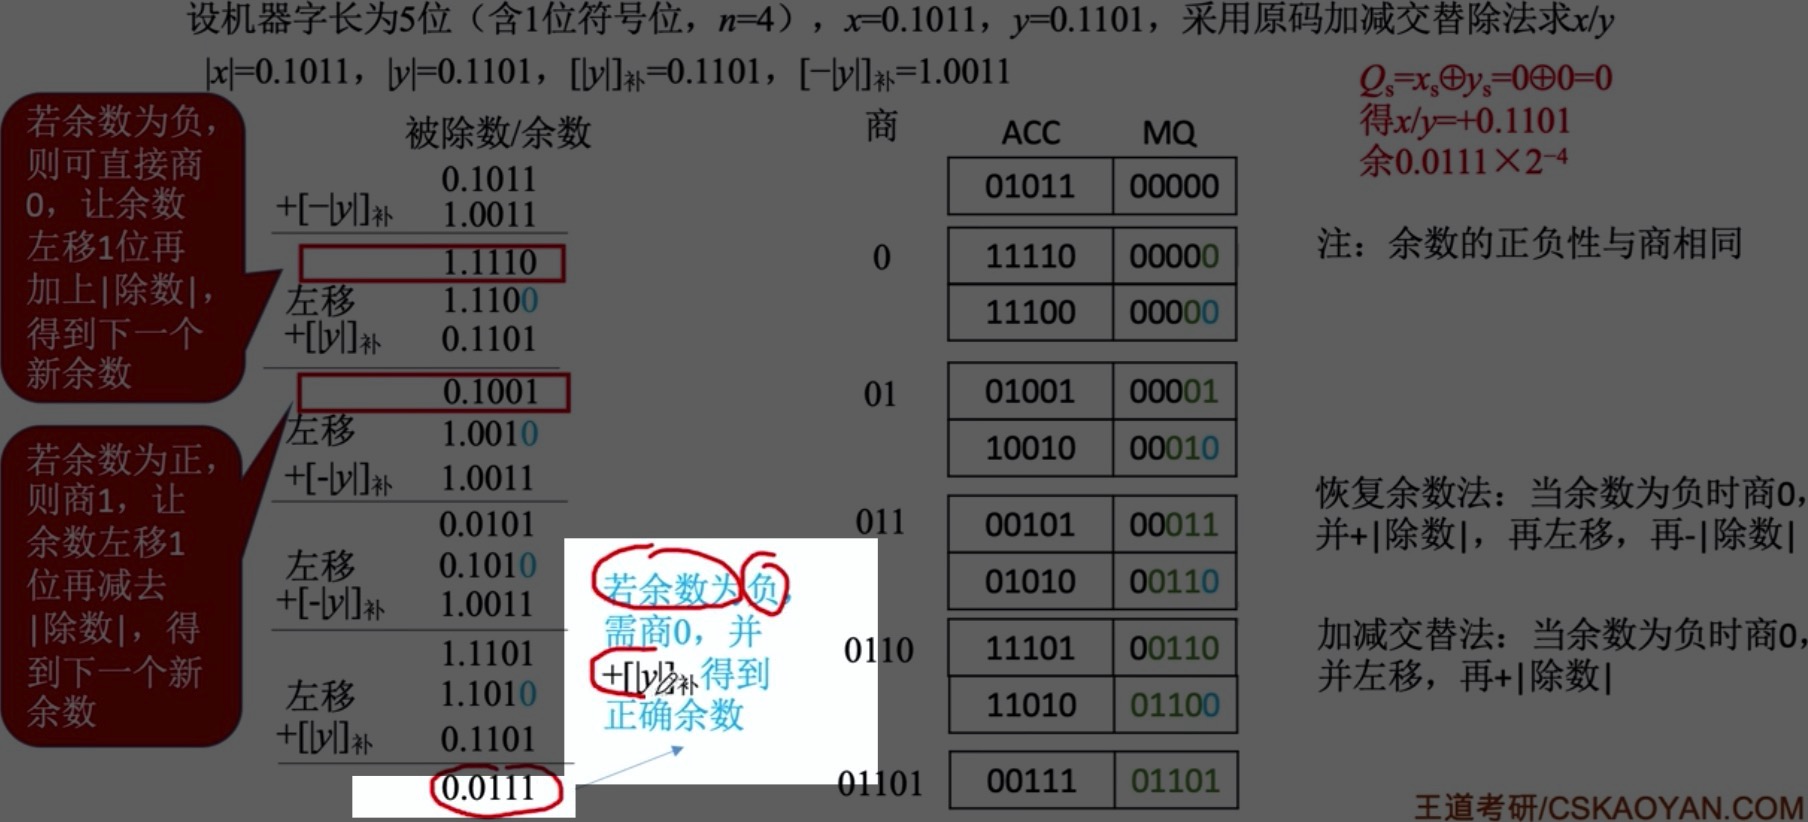 设机器字长为5位（含1位符号位，n=4），x=0.1011，y=0.1101，采用原码加减交替除法求x/y
|x|=0.1011，|y|=0.1101，[|y|]补=0.1101，[−|y|]补=1.0011
Qs=xs⊕ys=0⊕0=0
得x/y=+0.1101
余0.0111×2⁻⁴
若余数为负，
则可直接商
0，让余数
左移1位再
加上|除数|，
得到下一个
新余数
若余数为正，
则商1，让
余数左移1
位再减去
|除数|，得
到下一个新
余数
被除数/余数 商 ACC MQ
0.1011 01011 00000
+[−|y|]补 1.0011
1.1110 0 11110 00000
左移 1.1100 11100 00000
+[|y|]补 0.1101
0.1001 01 01001 00001
左移 1.0010 10010 00010
+[-|y|]补 1.0011
0.0101 011 00101 00011
左移 0.1010 01010 00110
+[-|y|]补 1.0011
1.1101 0110 11101 00110
左移 1.1010 11010 01100
+[|y|]补 0.1101
0.0111 01101 00111 01101
若余数为负，
需商0，并
+[|y|]补得到
正确余数
注：余数的正负性与商相同
恢复余数法：当余数为负时商0，
并+|除数|，再左移，再-|除数|
加减交替法：当余数为负时商0，
并左移，再+|除数|
王道考研/CSKAOYAN.COM